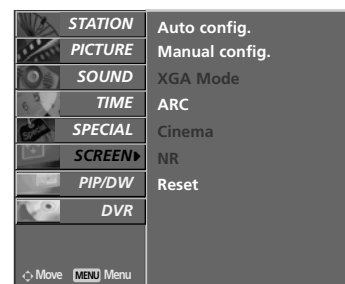 STATION
PICTURE
SOUND
TIME
SPECIAL
SCREEN
PIP/DW
DVR
Move MENU Menu
Auto config.
Manual config.
XGA Mode
ARC
Cinema
NR
Reset